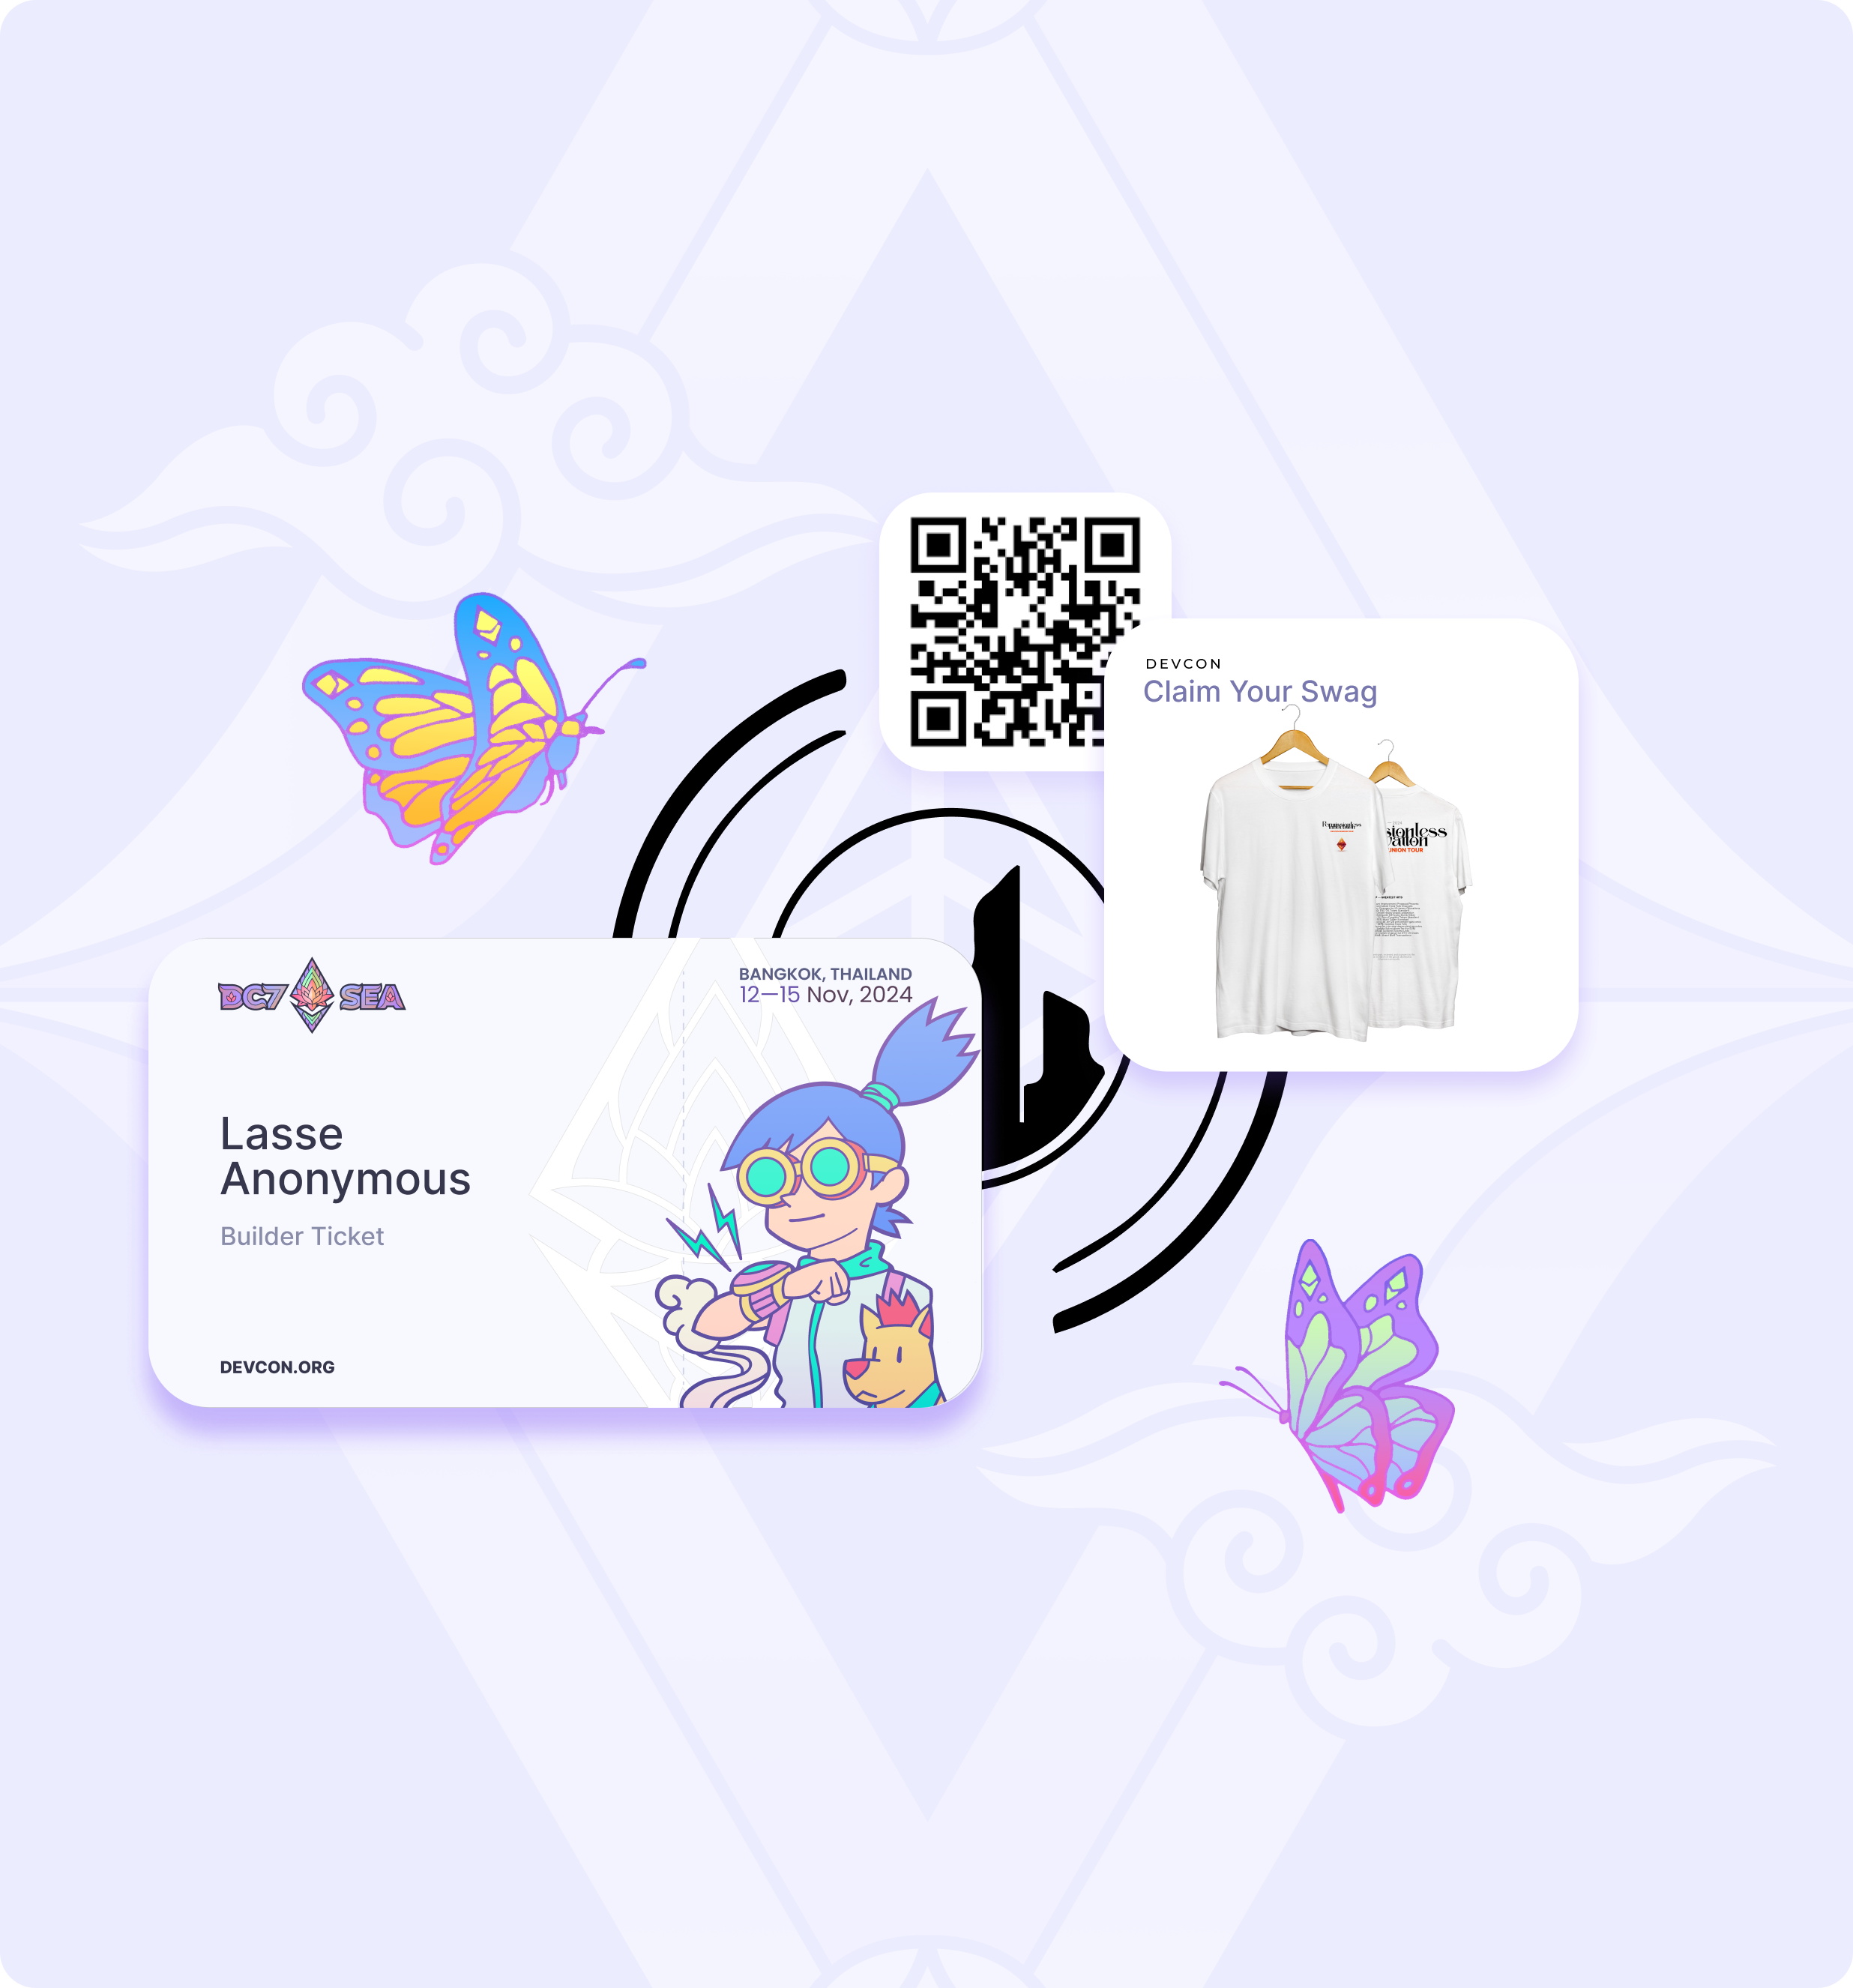 DEVCON
Claim Your Swag
Permissionless
sionless
vation
UNION TOUR
DC7 SEA
BANGKOK, THAILAND
12—15 Nov, 2024
Lasse
Anonymous
Builder Ticket
DEVCON.ORG